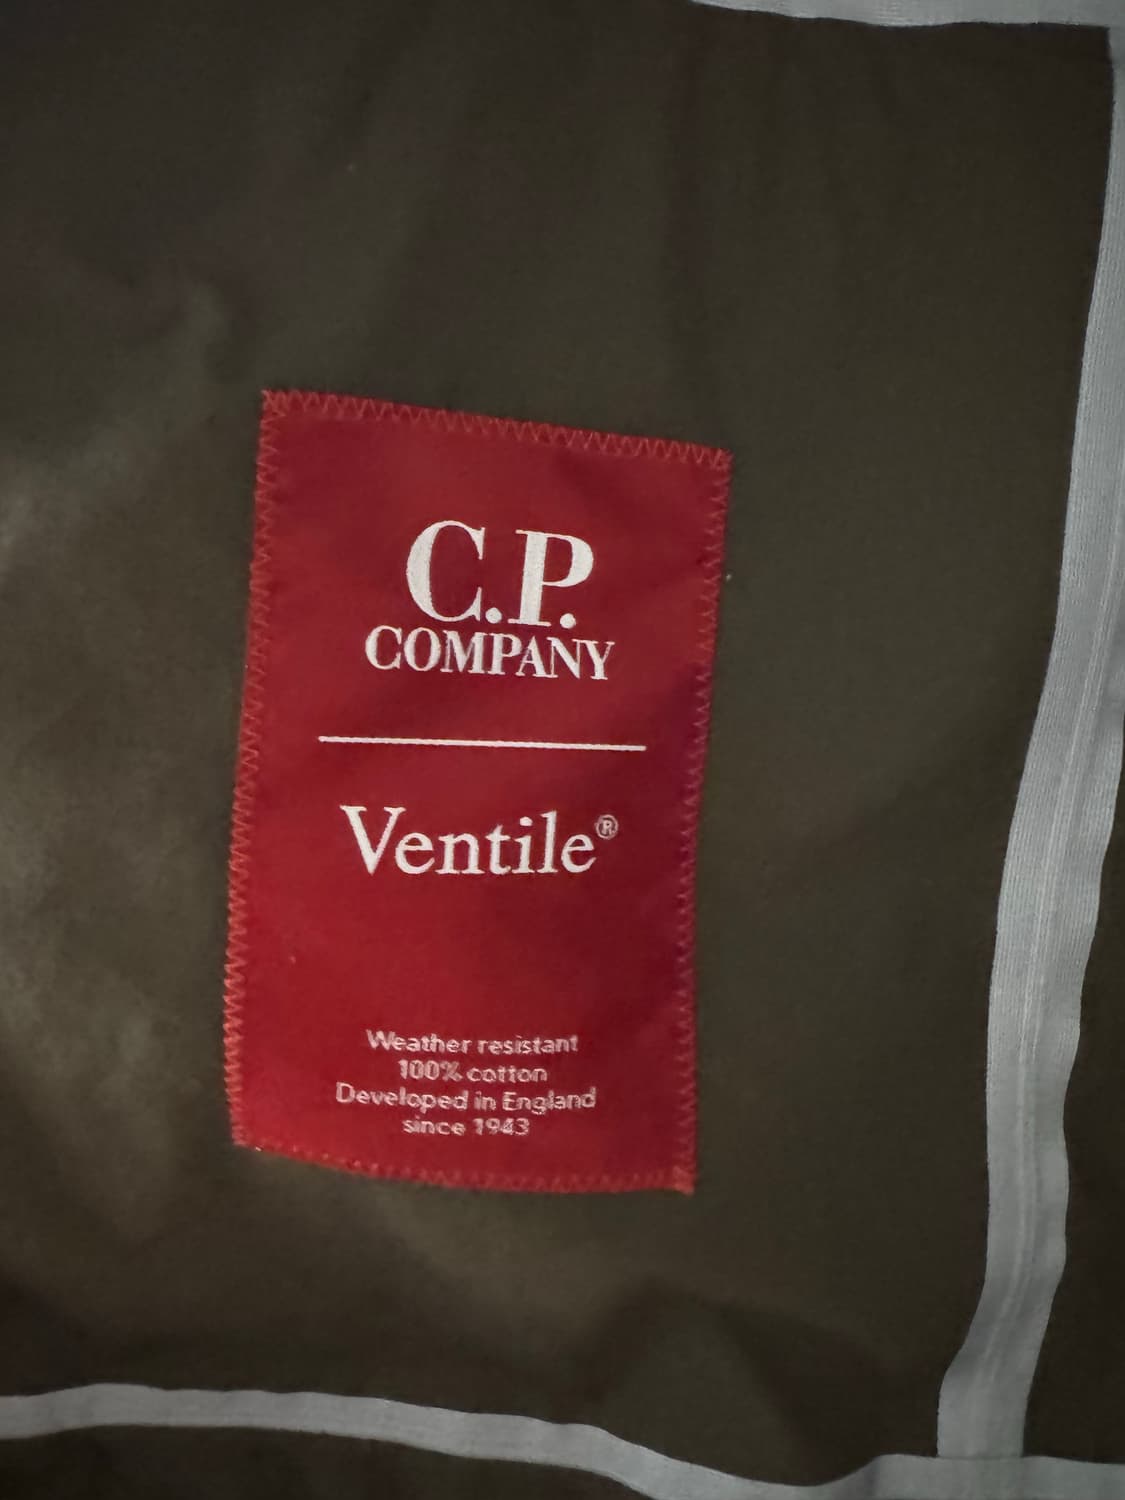 C.P.
COMPANY
Ventile®
Weather resistant
100% cotton
Developed in England
since 1943